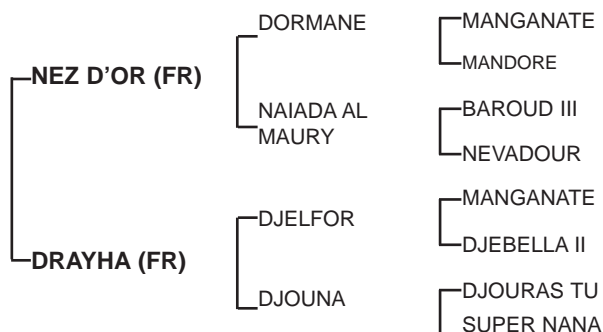 DORMANE
MANGANATE
NEZ D’OR (FR)
MANDORE
NAIADA AL
MAURY
BAROUD III
NEVADOUR
DJELFOR
MANGANATE
DRAYHA (FR)
DJEBELLA II
DJOUNA
DJOURAS TU
SUPER NANA